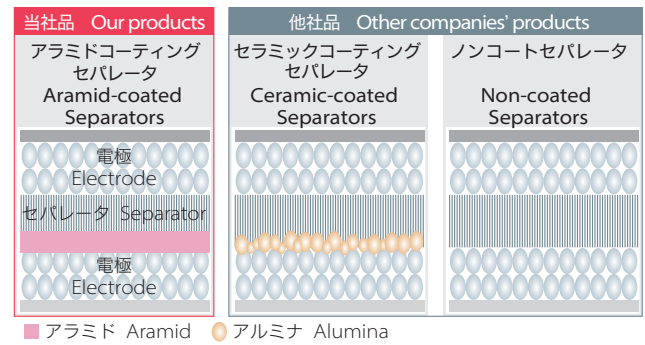 当社品 Our products
他社品 Other companies' products
アラミドコーティング
セパレータ
Aramid-coated
Separators
セラミックコーティング
セパレータ
Ceramic-coated
Separators
ノンコートセパレータ
Non-coated
Separators
電極
Electrode
セパレータ Separator
電極
Electrode
アラミド Aramid
アルミナ Alumina